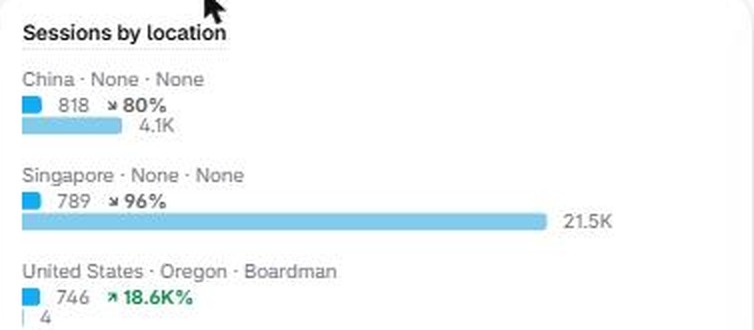 Sessions by location
China · None · None
818 ↘ 80%
4.1K
Singapore · None · None
789 ↘ 96%
21.5K
United States · Oregon · Boardman
746 ↗ 18.6K%
4